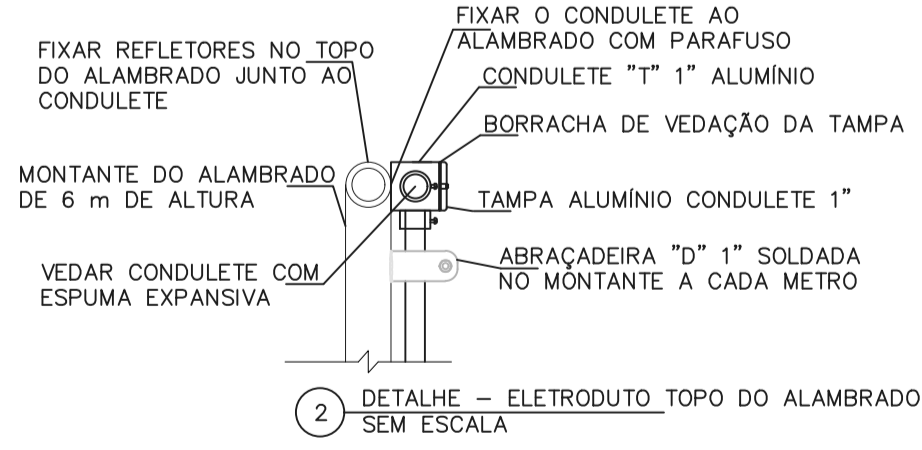 FIXAR O CONDULETE AO
ALAMBRADO COM PARAFUSO
FIXAR REFLETORES NO TOPO
DO ALAMBRADO JUNTO AO
CONDULETE
CONDULETE "T" 1" ALUMÍNIO
BORRACHA DE VEDAÇÃO DA TAMPA
MONTANTE DO ALAMBRADO
DE 6 m DE ALTURA
TAMPA ALUMÍNIO CONDULETE 1"
VEDAR CONDULETE COM
ESPUMA EXPANSIVA
ABRAÇADEIRA "D" 1" SOLDADA
NO MONTANTE A CADA METRO
2 DETALHE – ELETRODUTO TOPO DO ALAMBRADO
SEM ESCALA